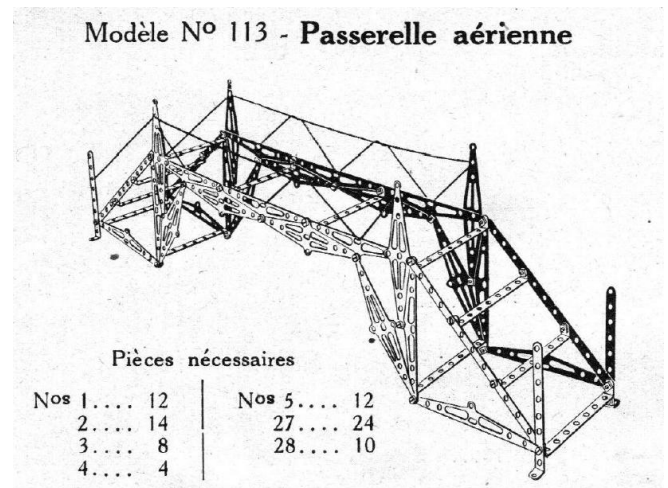 Modèle Nº 113 - Passerelle aérienne
Pièces nécessaires
Nos 1.... 12
2.... 14
3.... 8
4.... 4
Nos 5.... 12
27.... 24
28.... 10